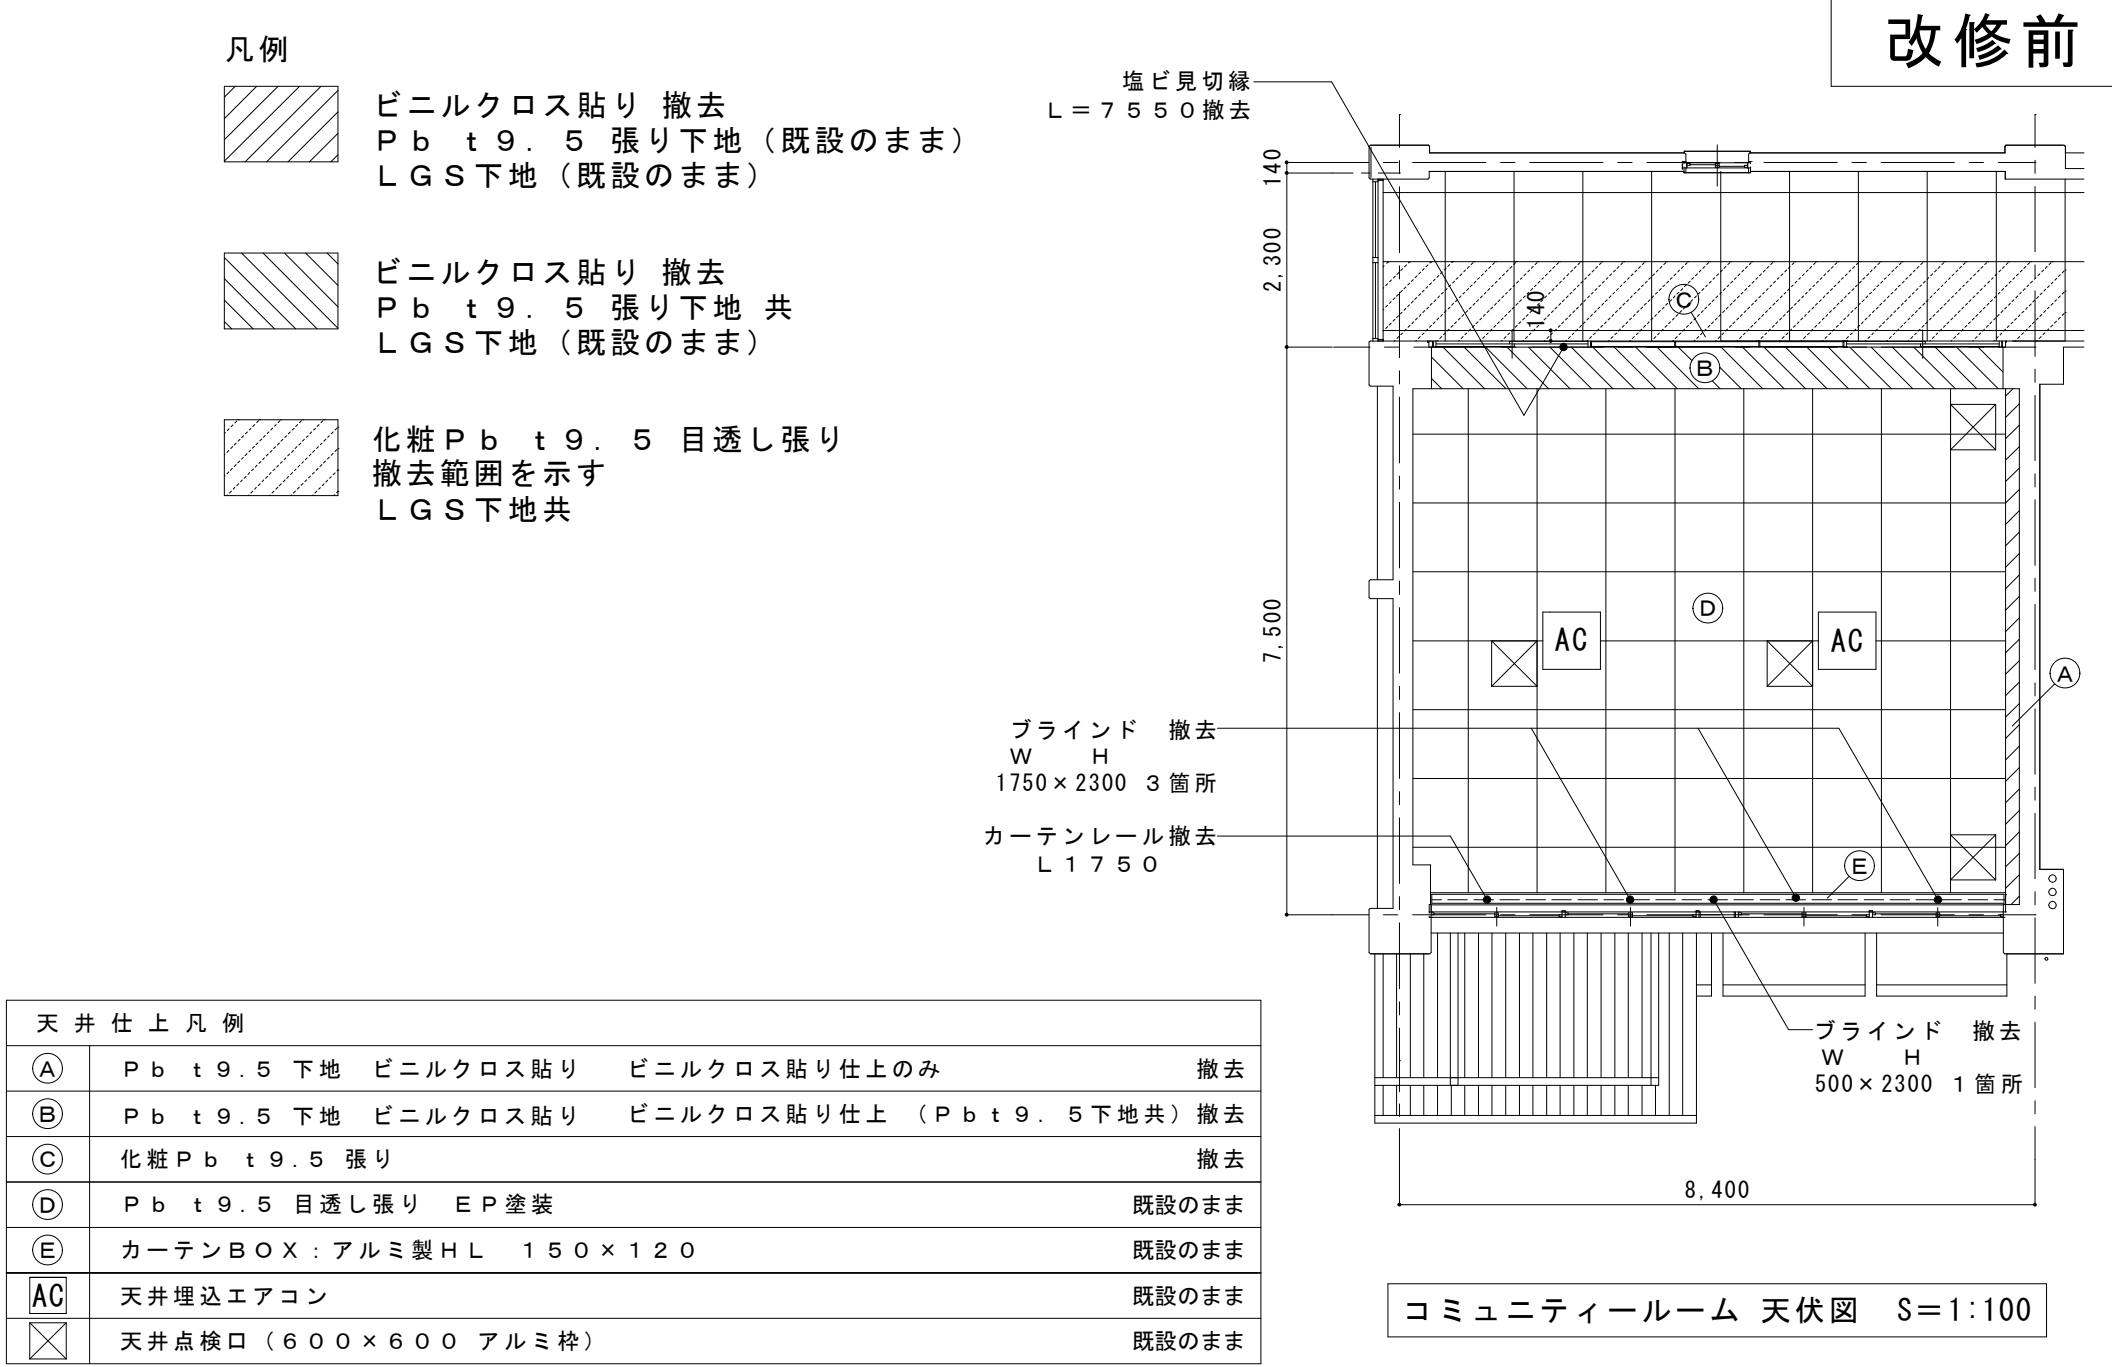 改修前
凡例
ビニルクロス貼り 撤去
Ｐｂ ｔ９．５ 張り下地（既設のまま）
ＬＧＳ下地（既設のまま）
ビニルクロス貼り 撤去
Ｐｂ ｔ９．５ 張り下地 共
ＬＧＳ下地（既設のまま）
化粧Ｐｂ ｔ９．５ 目透し張り
撤去範囲を示す
ＬＧＳ下地共
塩ビ見切縁
Ｌ＝７５５０撤去
140
2,300
140
Ⓒ
Ⓑ
7,500
Ⓓ
AC
AC
Ⓐ
ブラインド 撤去
Ｗ Ｈ
1750×2300 ３箇所
カーテンレール撤去
Ｌ１７５０
Ⓔ
ブラインド 撤去
Ｗ Ｈ
500×2300 １箇所
8,400
天井仕上凡例
Ⓐ Ｐｂ ｔ９.５ 下地 ビニルクロス貼り ビニルクロス貼り仕上のみ 撤去
Ⓑ Ｐｂ ｔ９.５ 下地 ビニルクロス貼り ビニルクロス貼り仕上 （Ｐｂｔ９．５下地共）撤去
Ⓒ 化粧Ｐｂ ｔ９.５ 張り 撤去
Ⓓ Ｐｂ ｔ９.５ 目透し張り ＥＰ塗装 既設のまま
Ⓔ カーテンＢＯＸ：アルミ製ＨＬ １５０×１２０ 既設のまま
AC 天井埋込エアコン 既設のまま
天井点検口（６００×６００ アルミ枠） 既設のまま
コミュニティールーム 天伏図 S＝1:100